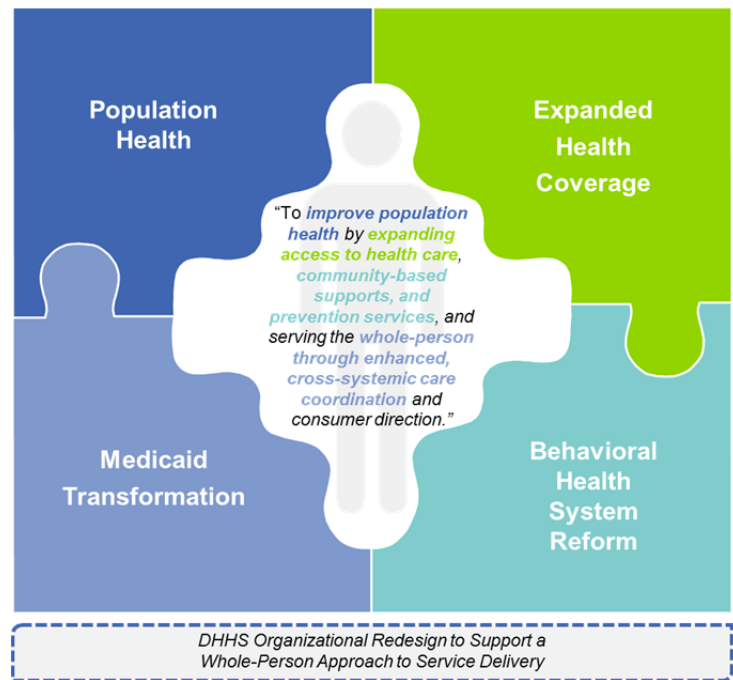 Population
Health
Expanded
Health
Coverage
“To improve population
health by expanding
access to health care,
community-based
supports, and
prevention services, and
serving the whole-person
through enhanced,
cross-systemic care
coordination and
consumer direction.”
Medicaid
Transformation
Behavioral
Health
System
Reform
DHHS Organizational Redesign to Support a
Whole-Person Approach to Service Delivery